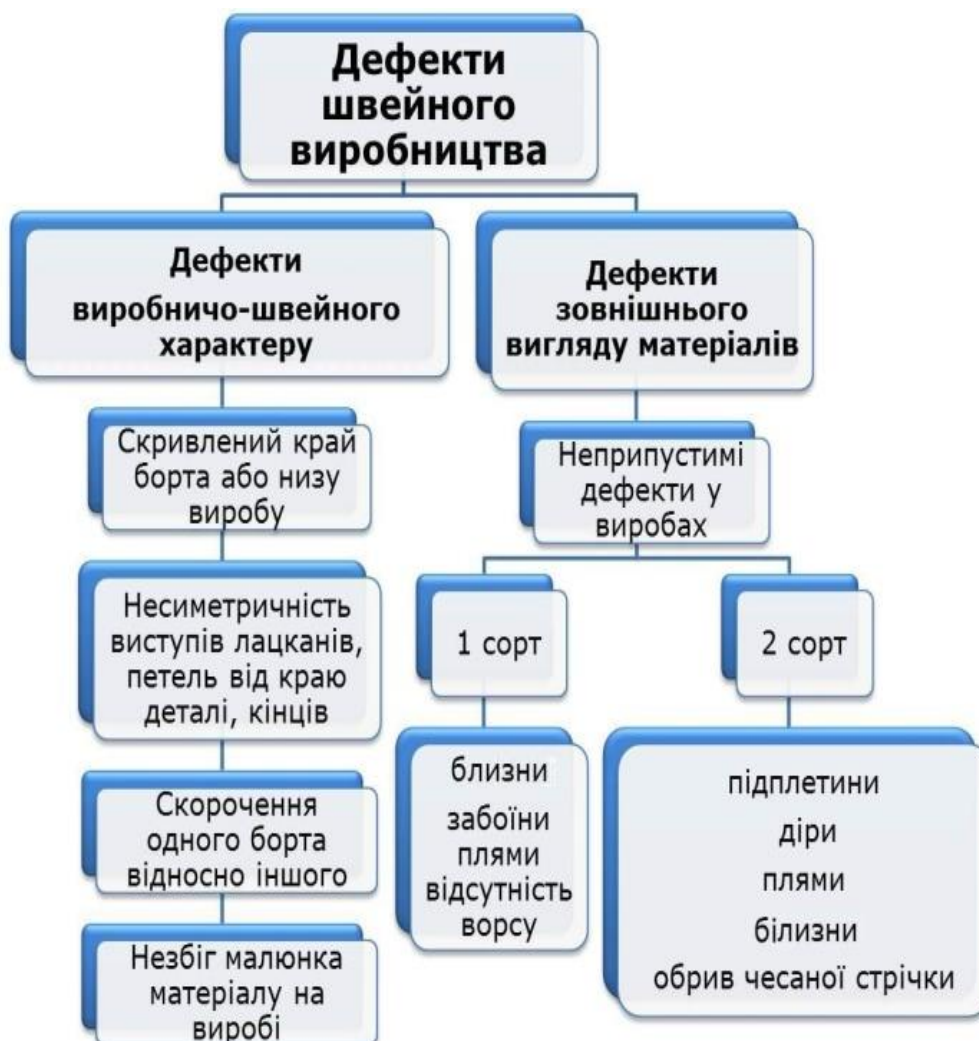 Дефекти
швейного
виробництва
Дефекти
виробничо-швейного
характеру
Дефекти
зовнішнього
вигляду матеріалів
Скривлений край
борта або низу
виробу
Неприпустимі
дефекти у
виробах
Несиметричність
виступів лацканів,
петель від краю
деталі, кінців
1 сорт
2 сорт
Скорочення
одного борта
відносно іншого
близни
забоїни
плями
відсутність
ворсу
підплетини
діри
плями
білизни
обрив чесаної стрічки
Незбіг малюнка
матеріалу на
виробі